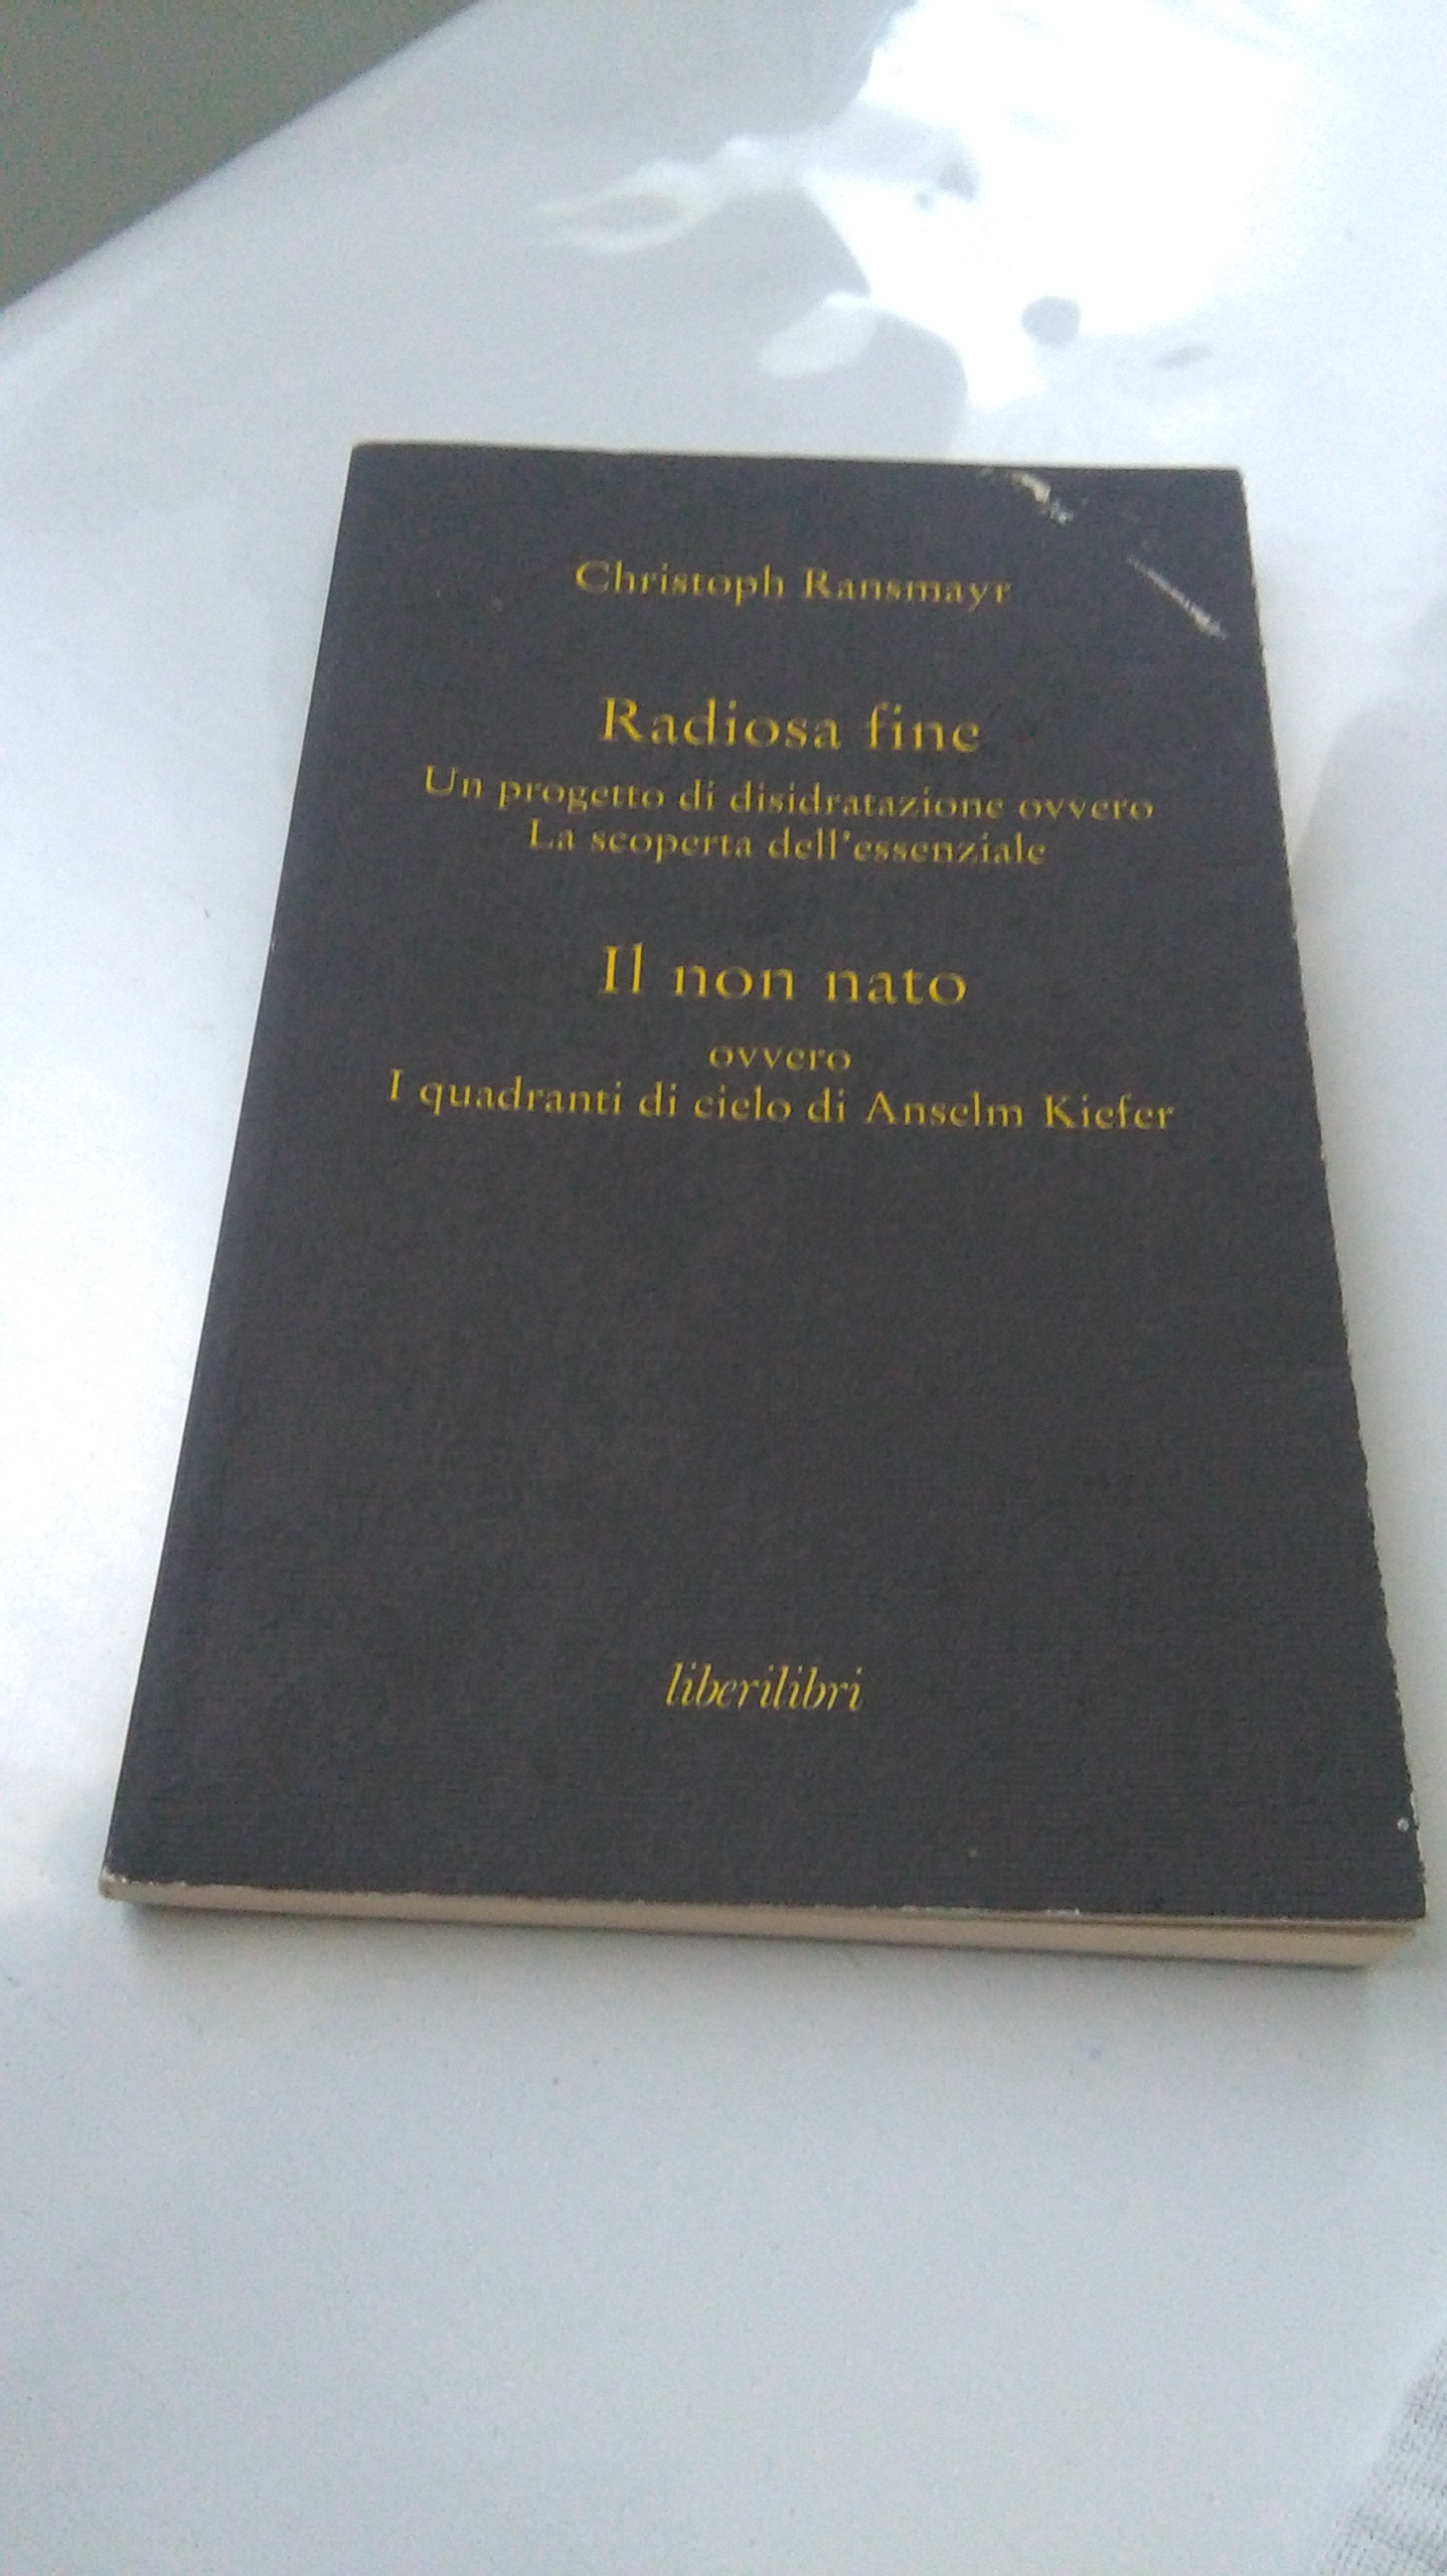 Christoph Ransmayr
Radiosa fine
Un progetto di disidratazione ovvero
La scoperta dell'essenziale
Il non nato
ovvero
I quadranti di cielo di Anselm Kiefer
liberilibri